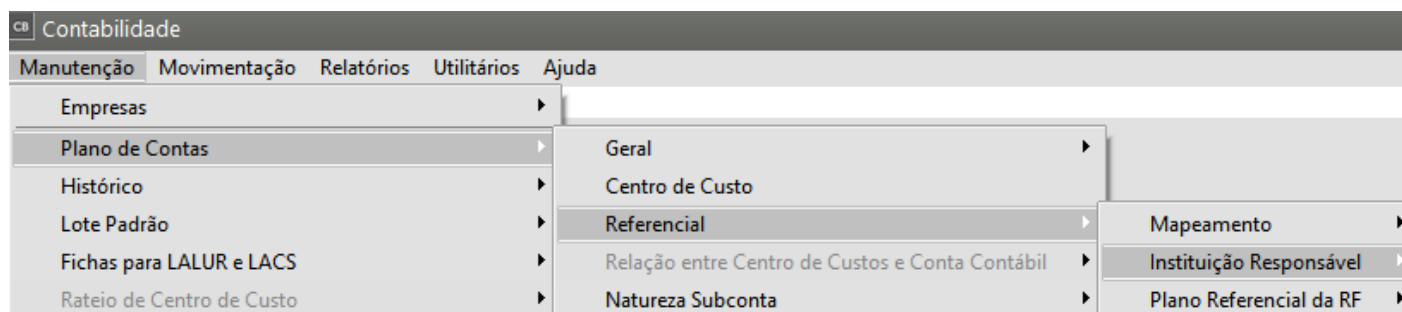 CB Contabilidade
Manutenção Movimentação Relatórios Utilitários Ajuda
Empresas
Plano de Contas Geral
Histórico Centro de Custo
Lote Padrão Referencial Mapeamento
Fichas para LALUR e LACS Relação entre Centro de Custos e Conta Contábil Instituição Responsável
Rateio de Centro de Custo Natureza Subconta Plano Referencial da RF